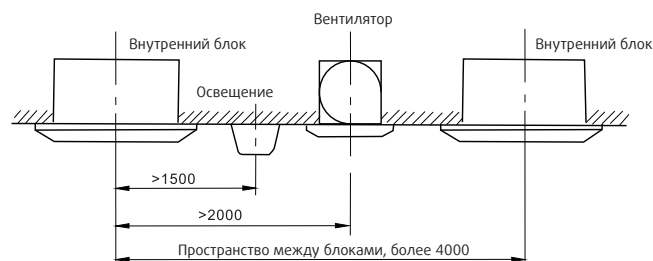 Вентилятор
Внутренний блок
Внутренний блок
Освещение
>1500
>2000
Пространство между блоками, более 4000